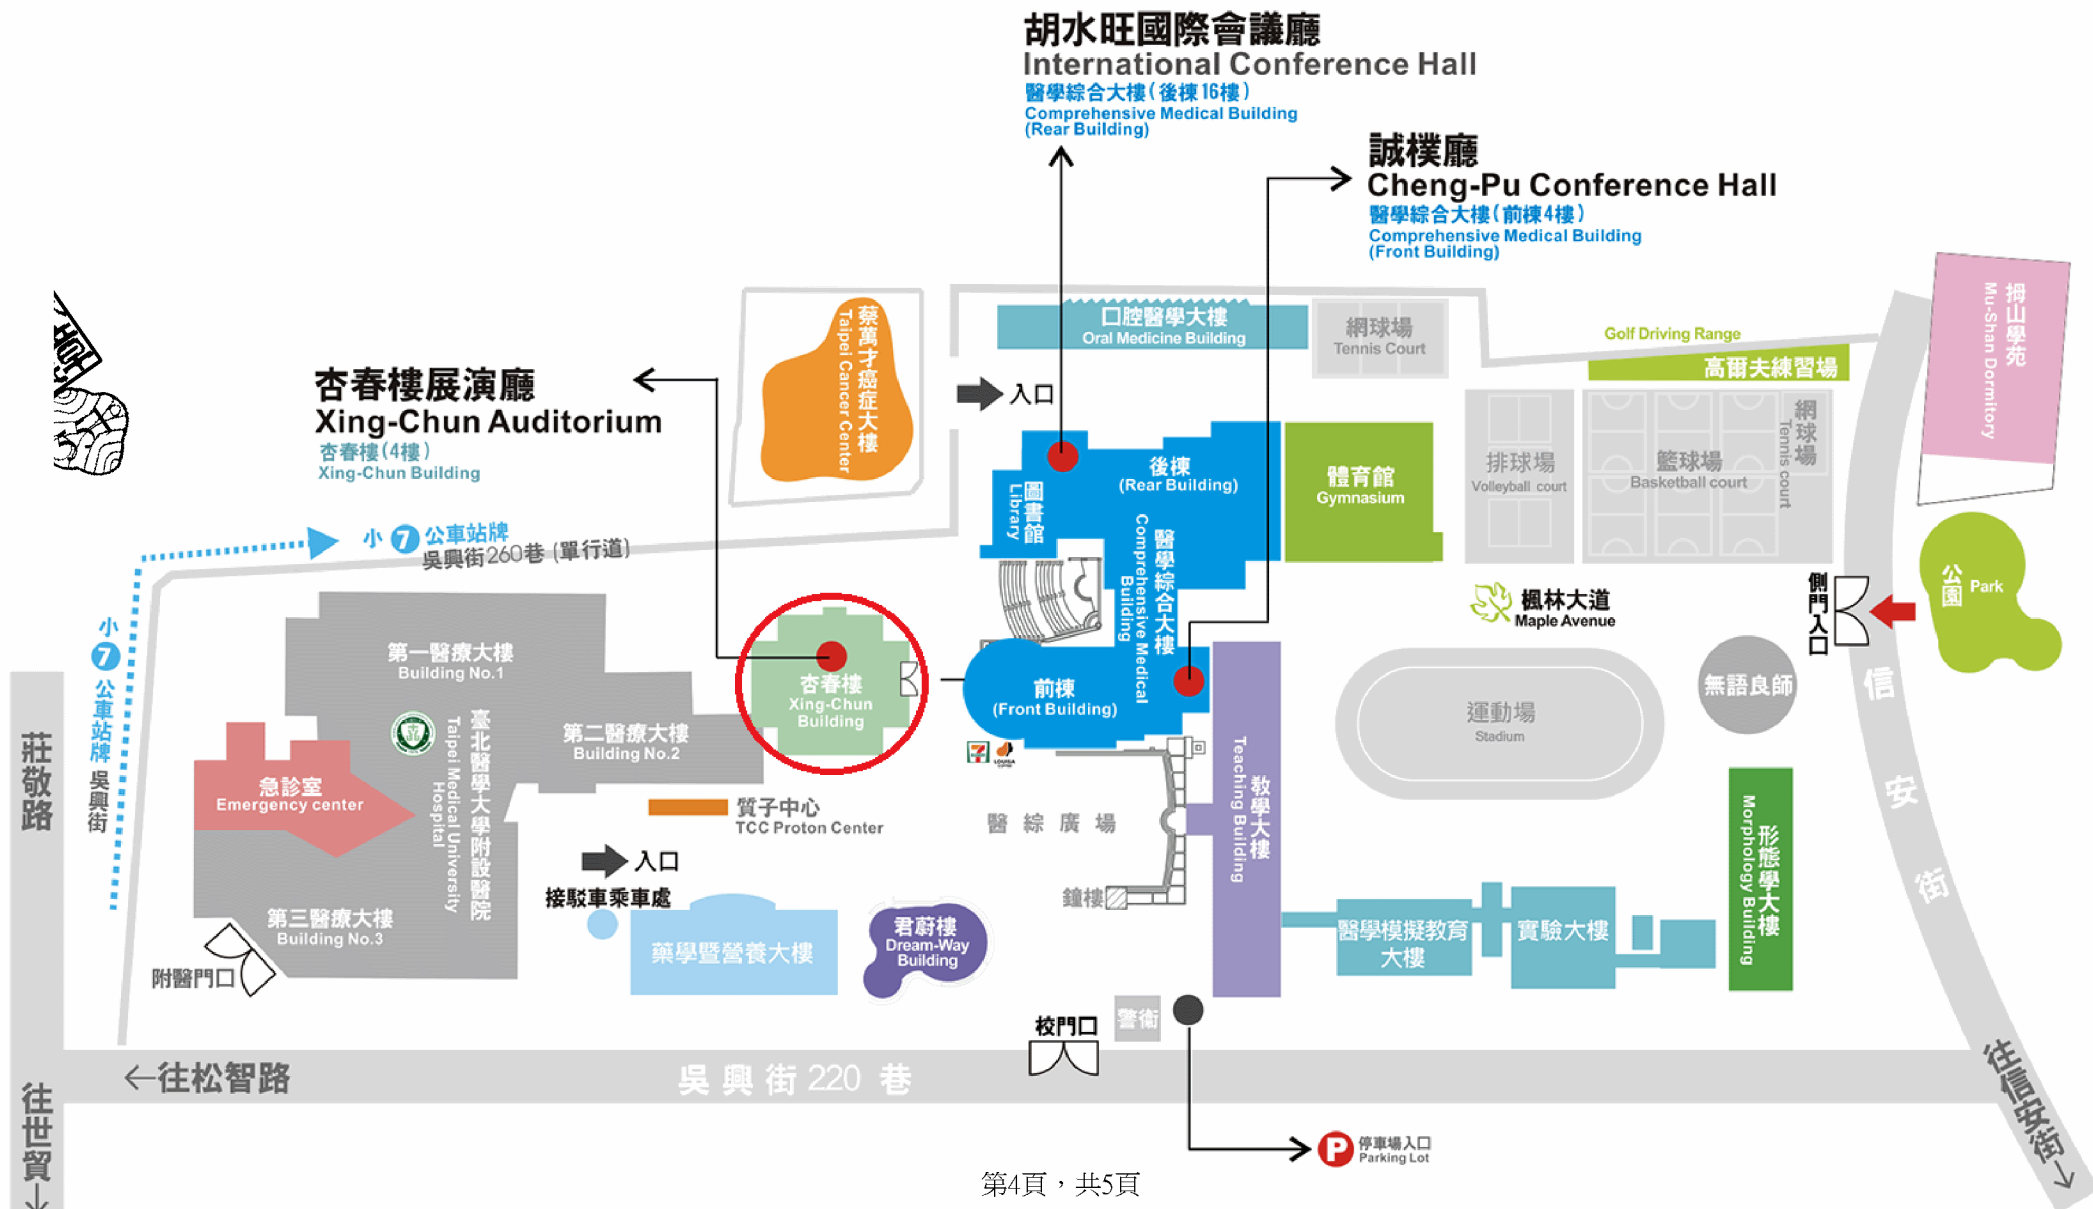 胡水旺國際會議廳
International Conference Hall
醫學綜合大樓(後棟16樓)
Comprehensive Medical Building
(Rear Building)
誠樸廳
Cheng-Pu Conference Hall
醫學綜合大樓(前棟4樓)
Comprehensive Medical Building
(Front Building)
杏春樓展演廳
Xing-Chun Auditorium
杏春樓(4樓)
Xing-Chun Building
蔡萬才癌症大樓
Taipei Cancer Center
口腔醫學大樓
Oral Medicine Building
網球場
Tennis Court
Golf Driving Range
高爾夫練習場
拇山學苑
Mu-Shan Dormitory
入口
後棟
(Rear Building)
圖書館
Library
體育館
Gymnasium
排球場
Volleyball court
籃球場
Basketball court
網球場
Tennis court
小7公車站牌
吳興街260巷 (單行道)
醫學綜合大樓
Comprehensive Medical
Building
楓林大道
Maple Avenue
側門入口
公園
Park
小7公車站牌 吳興街
第一醫療大樓
Building No.1
杏春樓
Xing-Chun
Building
前棟
(Front Building)
7-ELEVEN
LOUISA
COFFEE
無語良師
信安街
運動場
Stadium
莊敬路
臺北醫學大學附設醫院
Taipei Medical University
Hospital
第二醫療大樓
Building No.2
急診室
Emergency center
質子中心
TCC Proton Center
醫綜廣場
教學大樓
Teaching Building
形態學大樓
Morphology Building
入口
接駁車乘車處
鐘樓
第三醫療大樓
Building No.3
附醫門口
藥學暨營養大樓
君蔚樓
Dream-Way
Building
醫學模擬教育
大樓
實驗大樓
校門口
警衛
←往松智路
吳興街220巷
往世貿→
往信安街→
P
停車場入口
Parking Lot
第4頁，共5頁